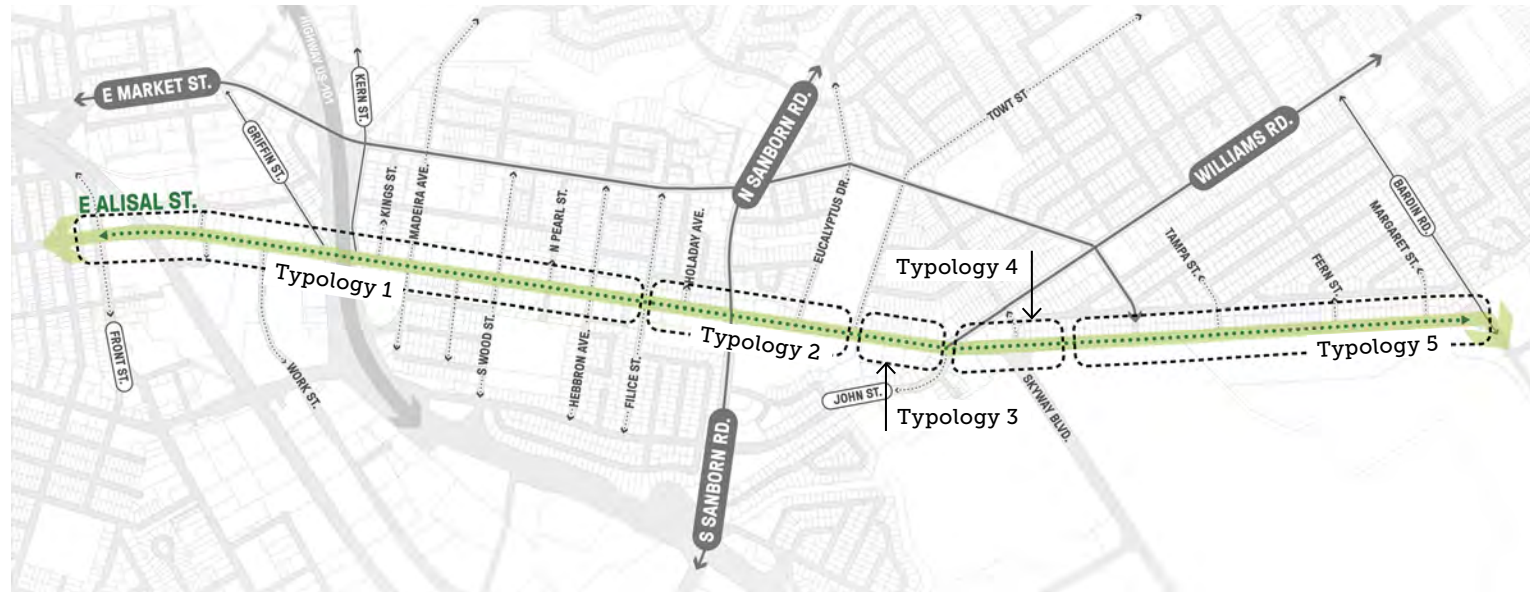 HIGHWAY US-101
E MARKET ST.
KERN ST.
GRIFFIN ST.
KINGS ST.
MADEIRA AVE.
N PEARL ST.
N SANBORN RD.
HOLADAY AVE.
EUCALYPTUS DR.
TOWT ST
WILLIAMS RD.
BARDIN RD.
MARGARET ST.
TAMPA ST.
FERN ST.
E ALISAL ST.
Typology 4
Typology 1
Typology 2
Typology 5
FRONT ST.
WORK ST.
S WOOD ST.
HEBBRON AVE.
FILICE ST.
JOHN ST.
SKYWAY BLVD.
Typology 3
S SANBORN RD.